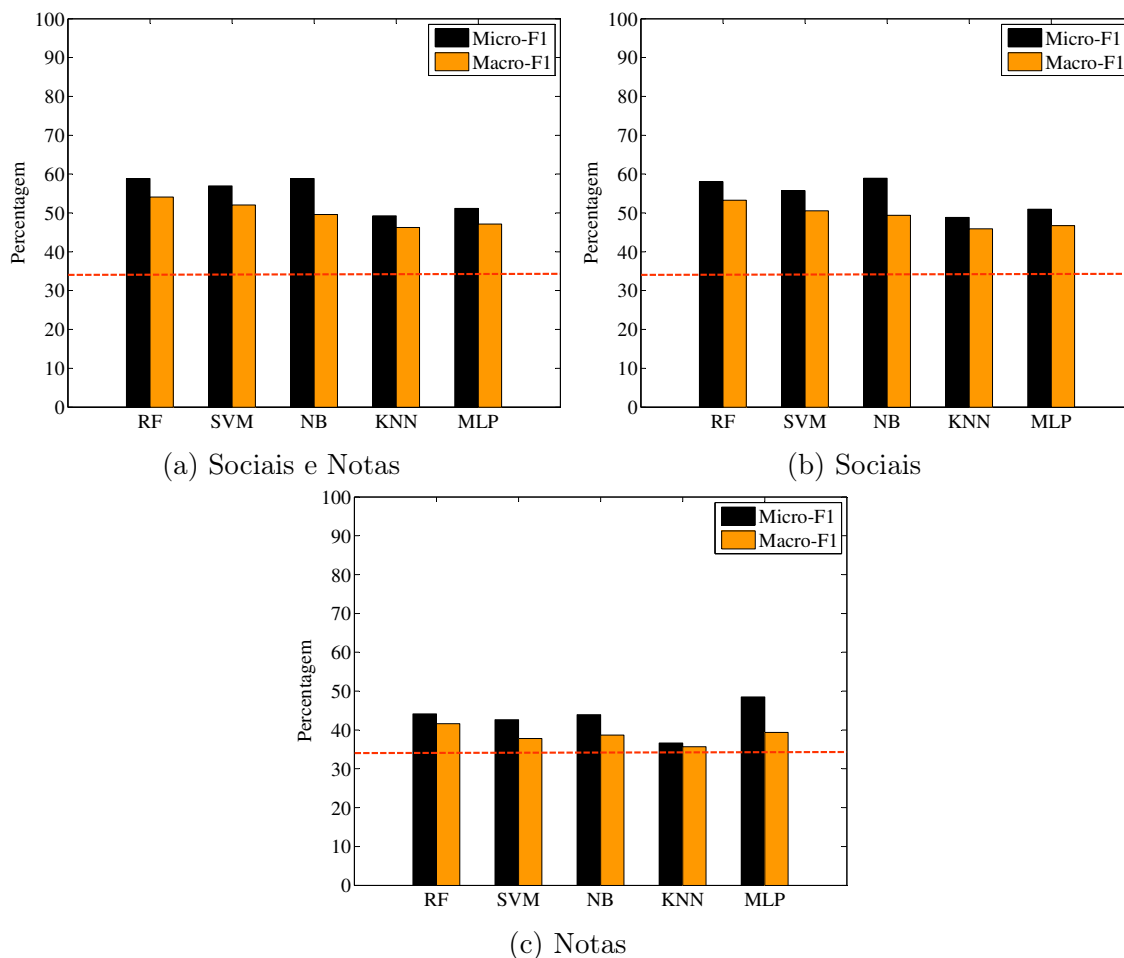 100
90
80
70
60
50
40
30
20
10
0
Percentagem
Micro-F1
Macro-F1
RF SVM NB KNN MLP
(a) Sociais e Notas
100
90
80
70
60
50
40
30
20
10
0
Percentagem
Micro-F1
Macro-F1
RF SVM NB KNN MLP
(b) Sociais
100
90
80
70
60
50
40
30
20
10
0
Percentagem
Micro-F1
Macro-F1
RF SVM NB KNN MLP
(c) Notas